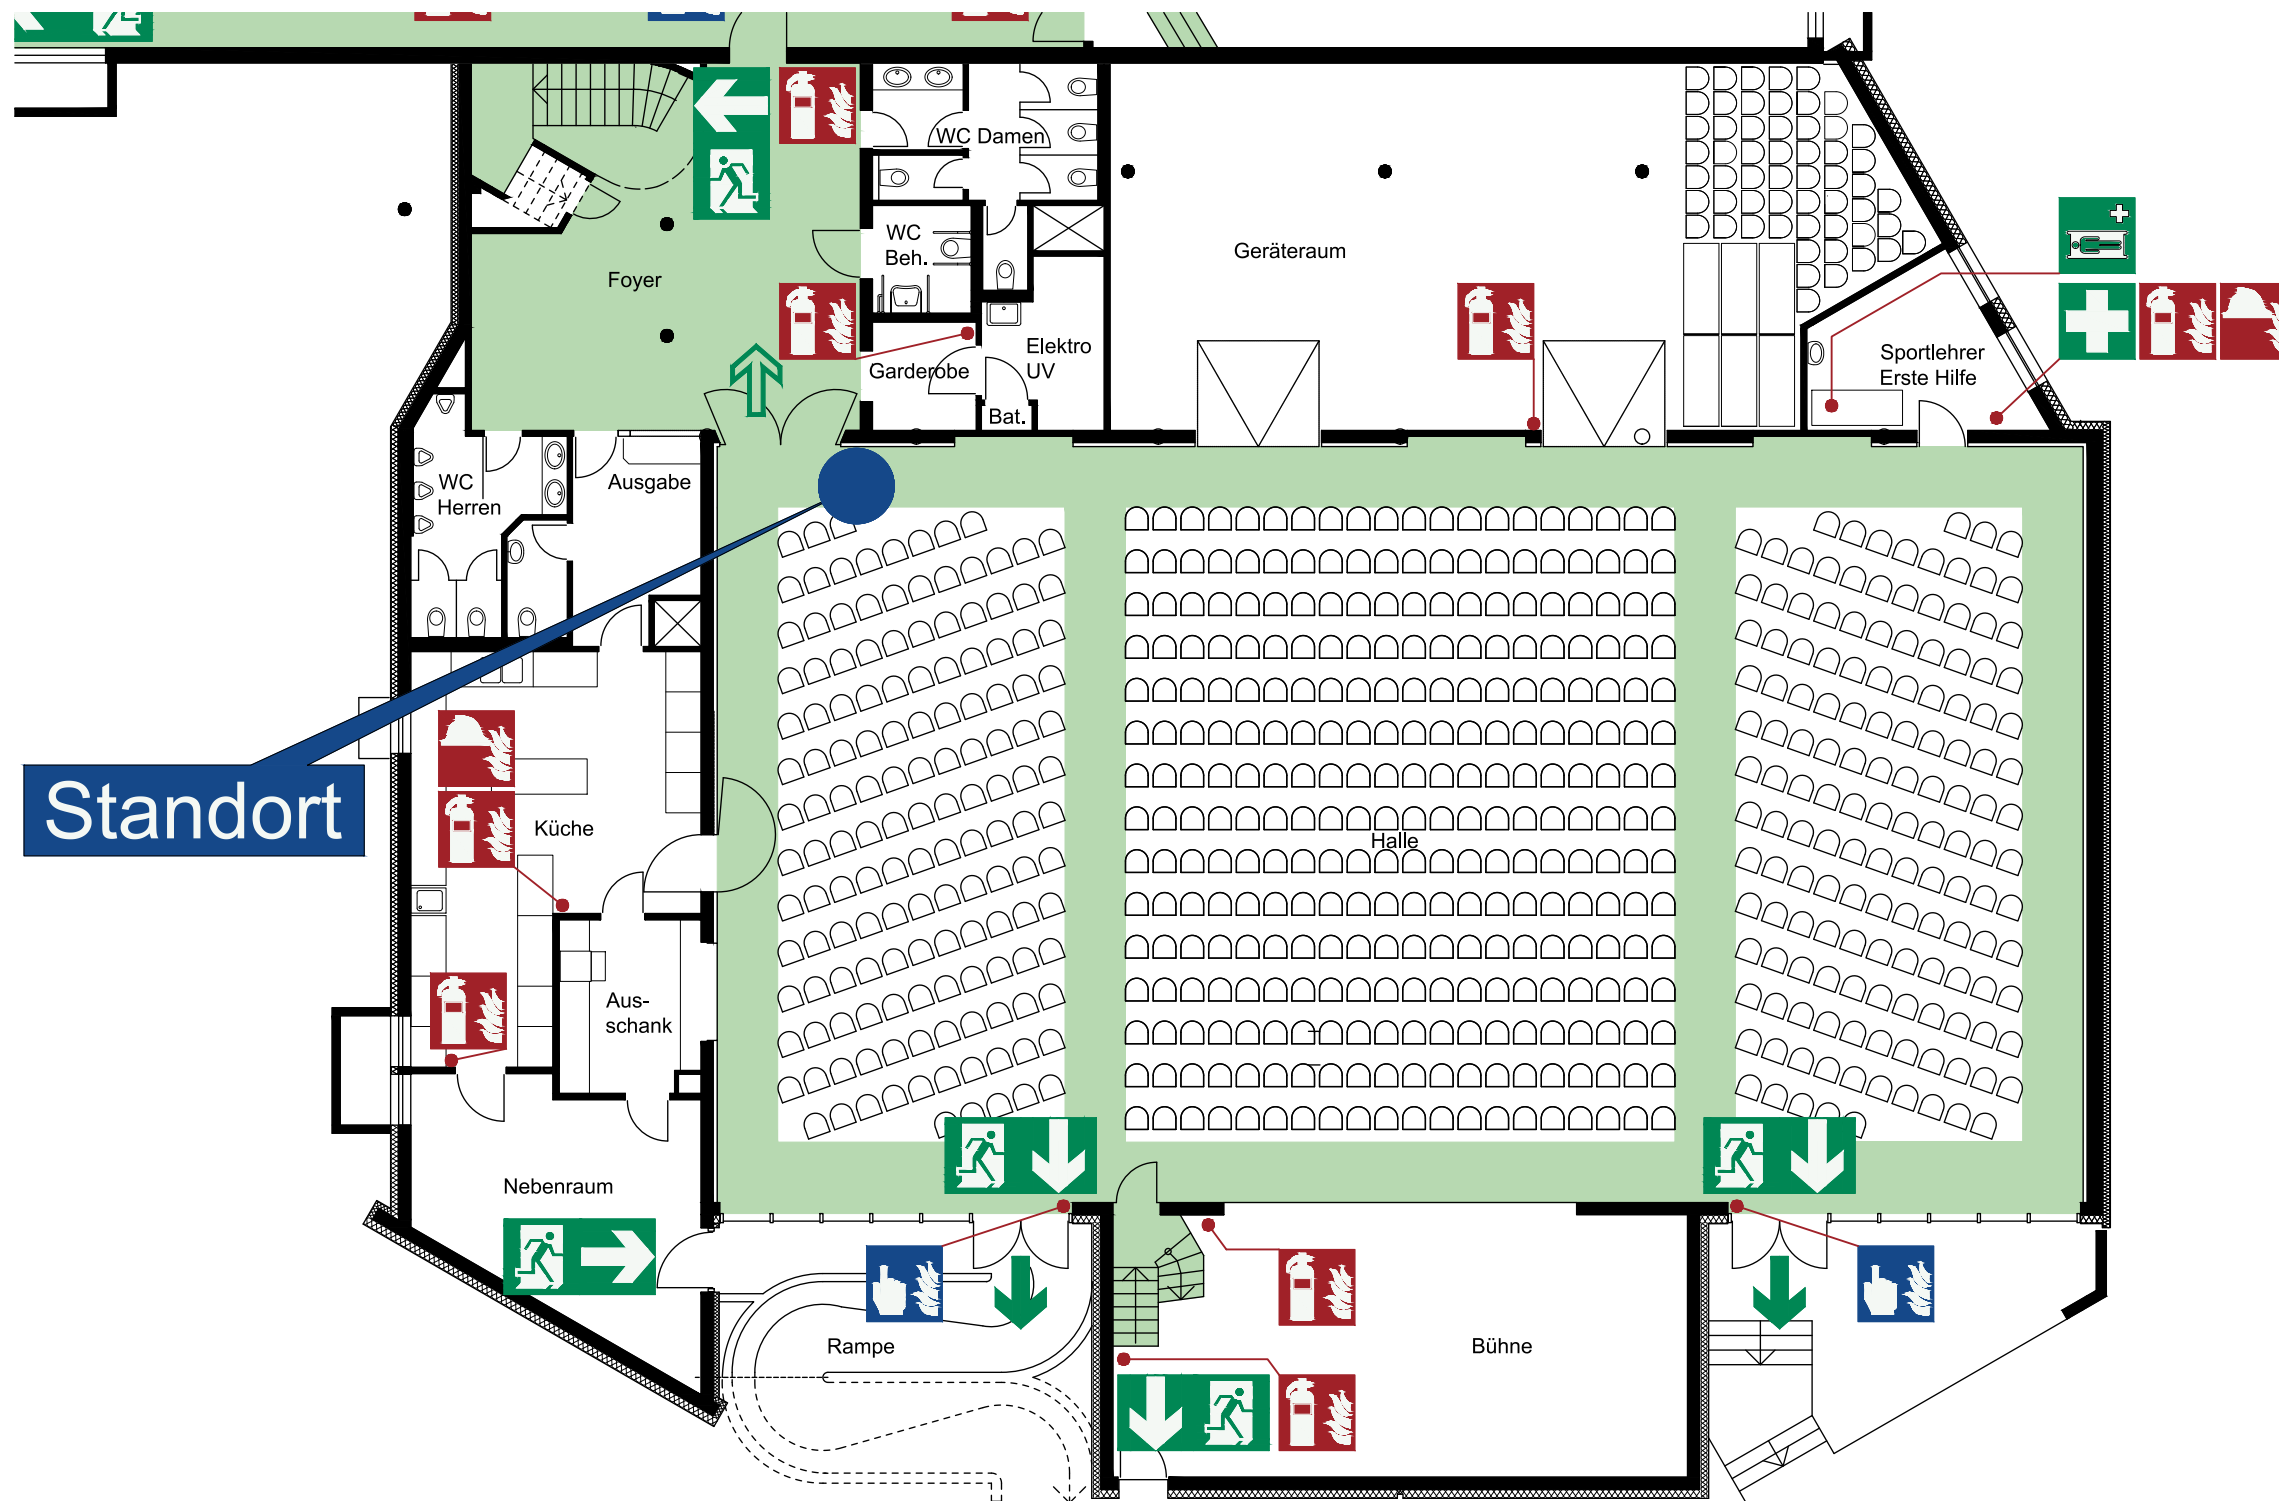 WC Damen
WC
Beh.
Geräteraum
Foyer
Elektro
UV
Garderobe
Sportlehrer
Erste Hilfe
Bat.
WC
Herren
Ausgabe
Standort
Küche
Halle
Aus-
schank
Nebenraum
Rampe
Bühne